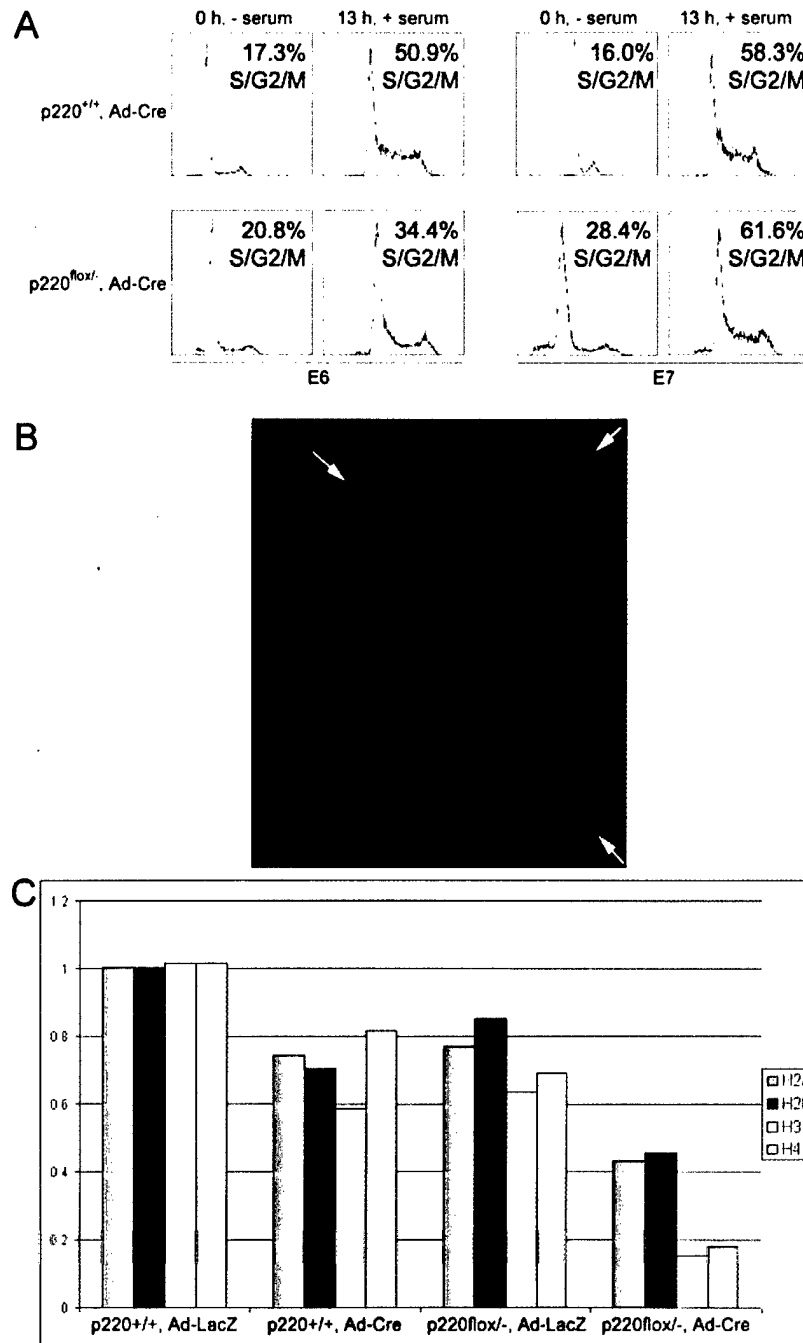 A
0 h, - serum 13 h, + serum 0 h, - serum 13 h, + serum
p220+/+, Ad-Cre
17.3% S/G2/M
50.9% S/G2/M
16.0% S/G2/M
58.3% S/G2/M
p220flox/-, Ad-Cre
20.8% S/G2/M
34.4% S/G2/M
28.4% S/G2/M
61.6% S/G2/M
E6 E7
B
C
1.2
1
0.8
0.6
0.4
0.2
0
p220+/+, Ad-LacZ p220+/+, Ad-Cre p220flox/-, Ad-LacZ p220flox/-, Ad-Cre
H3
H4